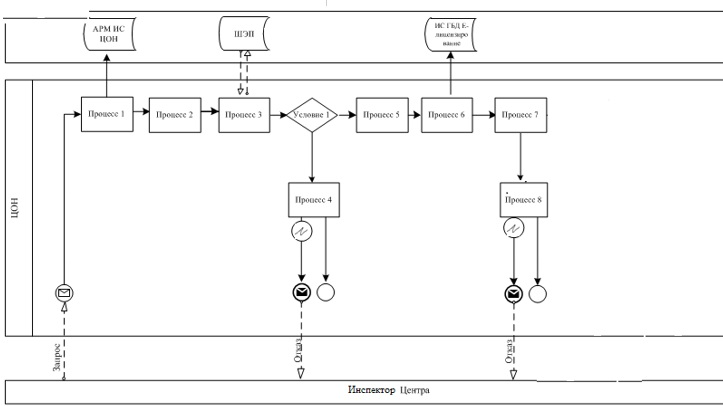 АРМ ИС
ЦОН
ШЭП
ИС ГБД Е-
лицензиро
вание
Процесс 1
Процесс 2
Процесс 3
Условие 1
Процесс 5
Процесс 6
Процесс 7
Процесс 4
Процесс 8
ЦОН
Запрос
Отказ
Отказ
Инспектор Центра